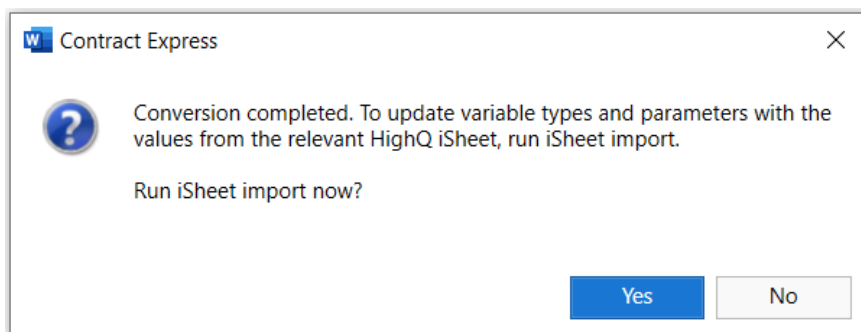 Contract Express
Conversion completed. To update variable types and parameters with the
values from the relevant HighQ iSheet, run iSheet import.
Run iSheet import now?
Yes No